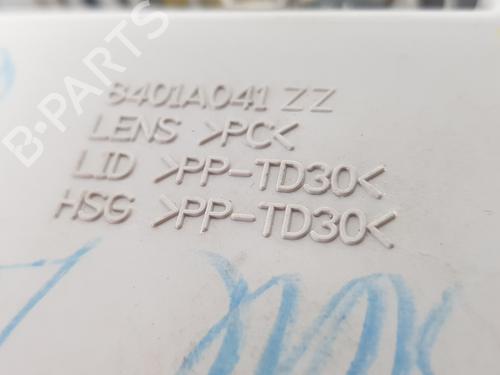 8401A041 ZZ
LENS >PC<
LID >PP-TD30<
HSG >PP-TD30<
B-PARTS